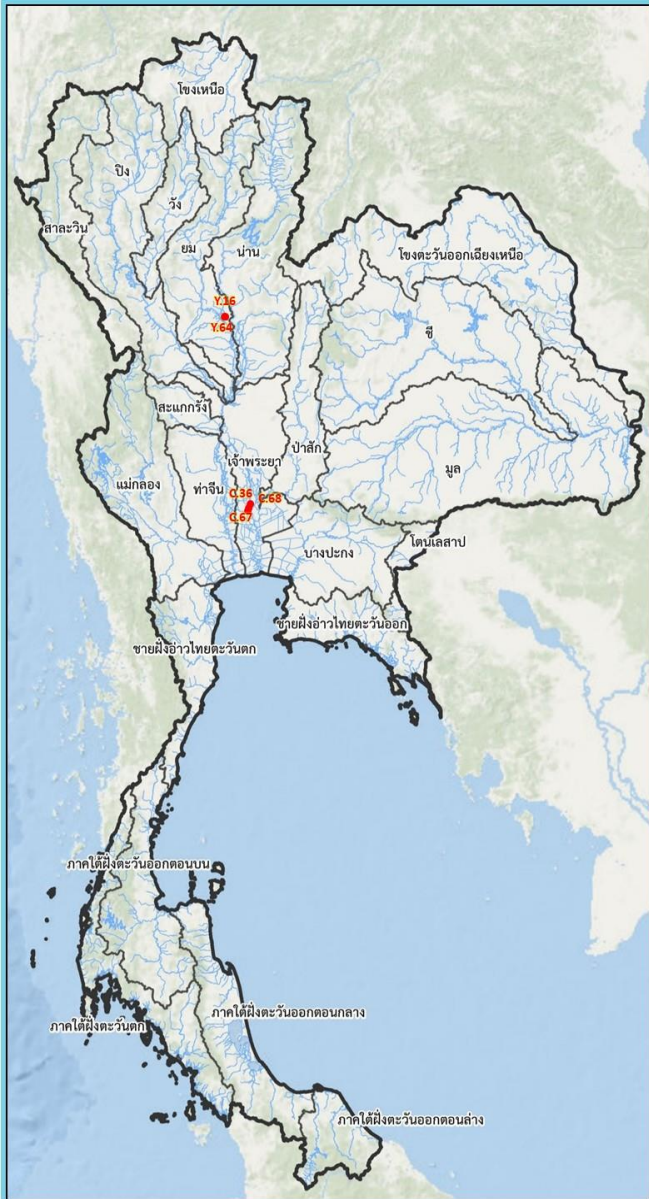 โขงเหนือ
ปิง
วัง
สาละวิน
ยม
น่าน
โขงตะวันออกเฉียงเหนือ
Y.16
Y.64
ชี
สะแกกรัง
ป่าสัก
เจ้าพระยา
มูล
แม่กลอง
ท่าจีน
C.36
C.68
C.67
บางปะกง
โตนเลสาป
ชายฝั่งอ่าวไทยตะวันออก
ชายฝั่งอ่าวไทยตะวันตก
ภาคใต้ฝั่งตะวันออกตอนบน
ภาคใต้ฝั่งตะวันออกตอนกลาง
ภาคใต้ฝั่งตะวันตก
ภาคใต้ฝั่งตะวันออกตอนล่าง